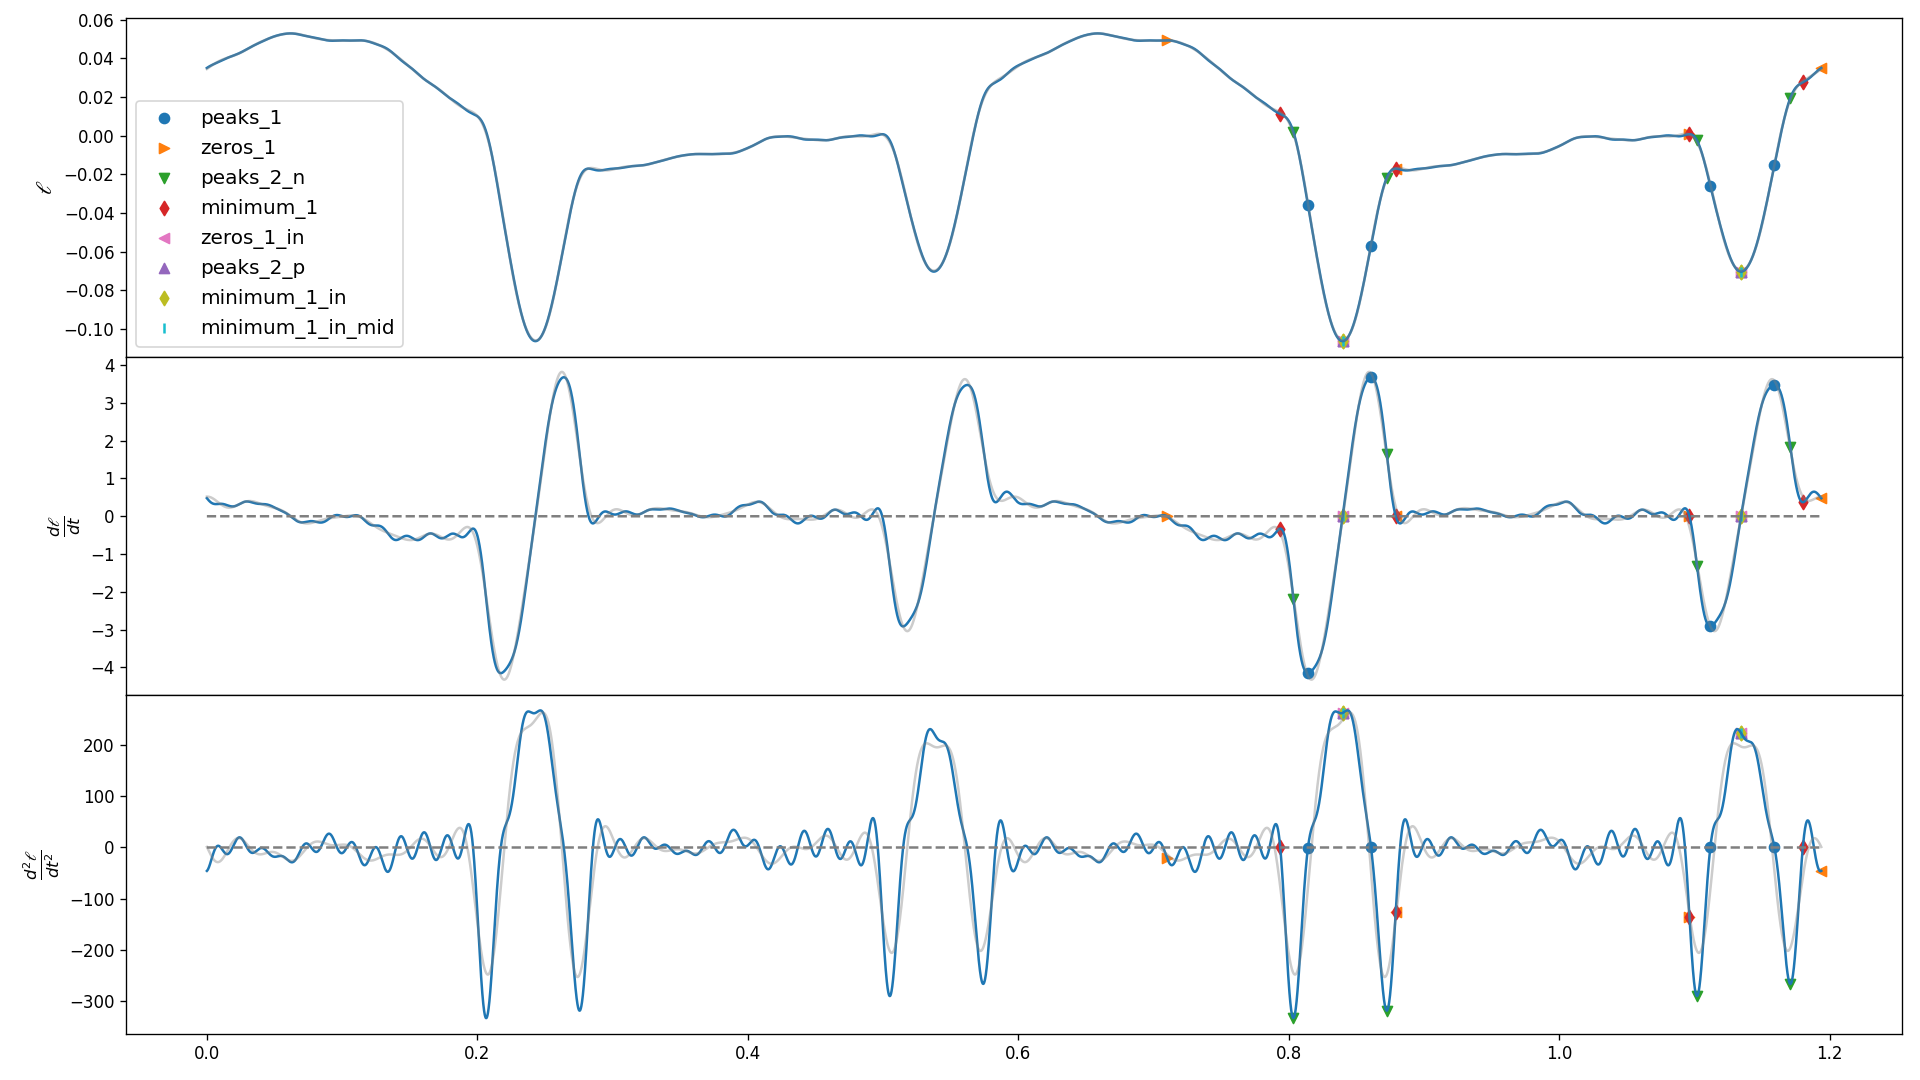 0.06
0.04
0.02
0.00
−0.02
−0.04
−0.06
−0.08
−0.10
ℓ
peaks_1
zeros_1
peaks_2_n
minimum_1
zeros_1_in
peaks_2_p
minimum_1_in
minimum_1_in_mid
4
3
2
1
0
−1
−2
−3
−4
dℓ
dt
200
100
0
−100
−200
−300
d²ℓ
dt²
0.0 0.2 0.4 0.6 0.8 1.0 1.2